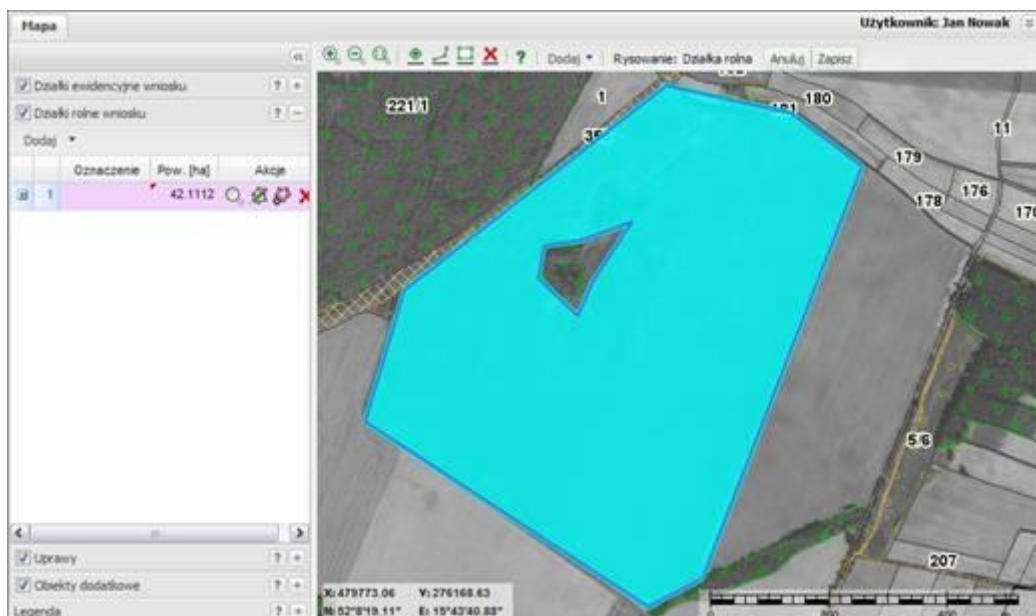 Mapa
Użytkownik: Jan Nowak
Działki ewidencyjne wniosku ? +
Działki rolne wniosku ? -
Dodaj
Oznaczenie Pow. [ha] Akcje
1 42.1112
Uprawy ? +
Obiekty dodatkowe ? +
Legenda
? Dodaj Rysowanie: Działka rolna Anuluj Zapisz
221/1
1
181
180
11
179
178
176
5/6
207
X: 479773.06 Y: 276168.63
N: 52°8'19.11" E: 15°43'40.88"